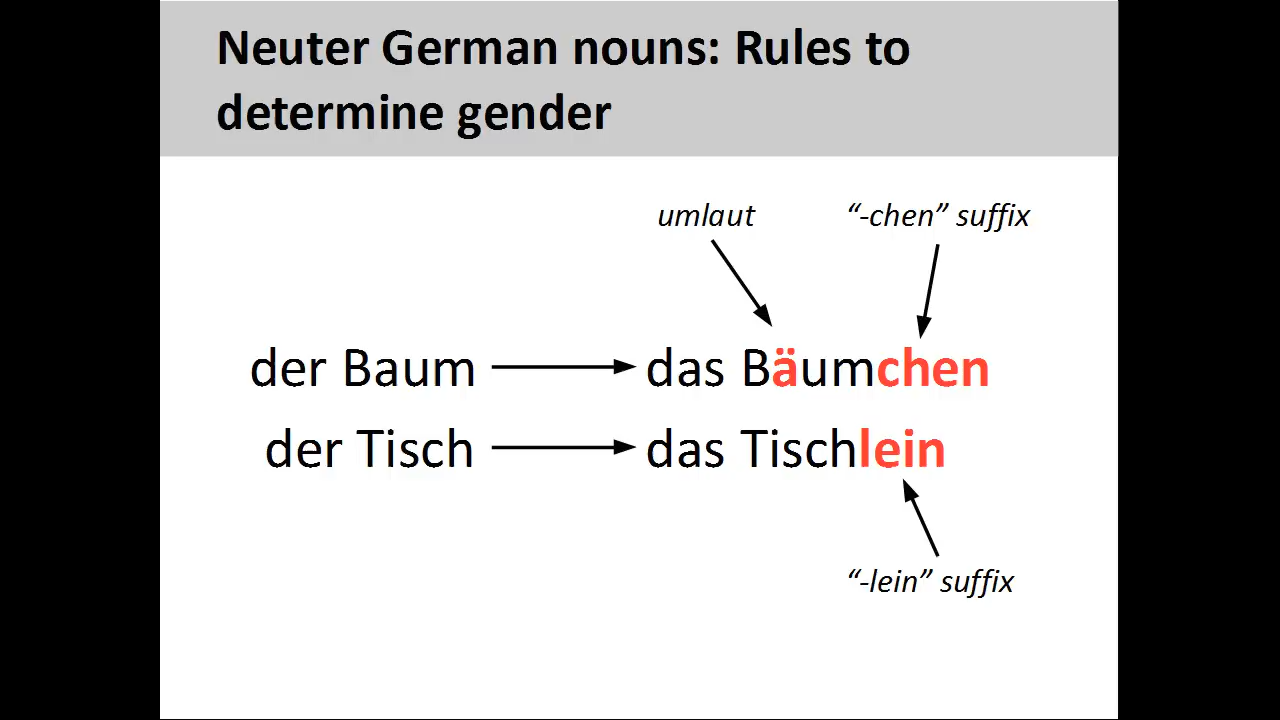 Neuter German nouns: Rules to
determine gender
umlaut “-chen” suffix
der Baum das Bäumchen
der Tisch das Tischlein
“-lein” suffix